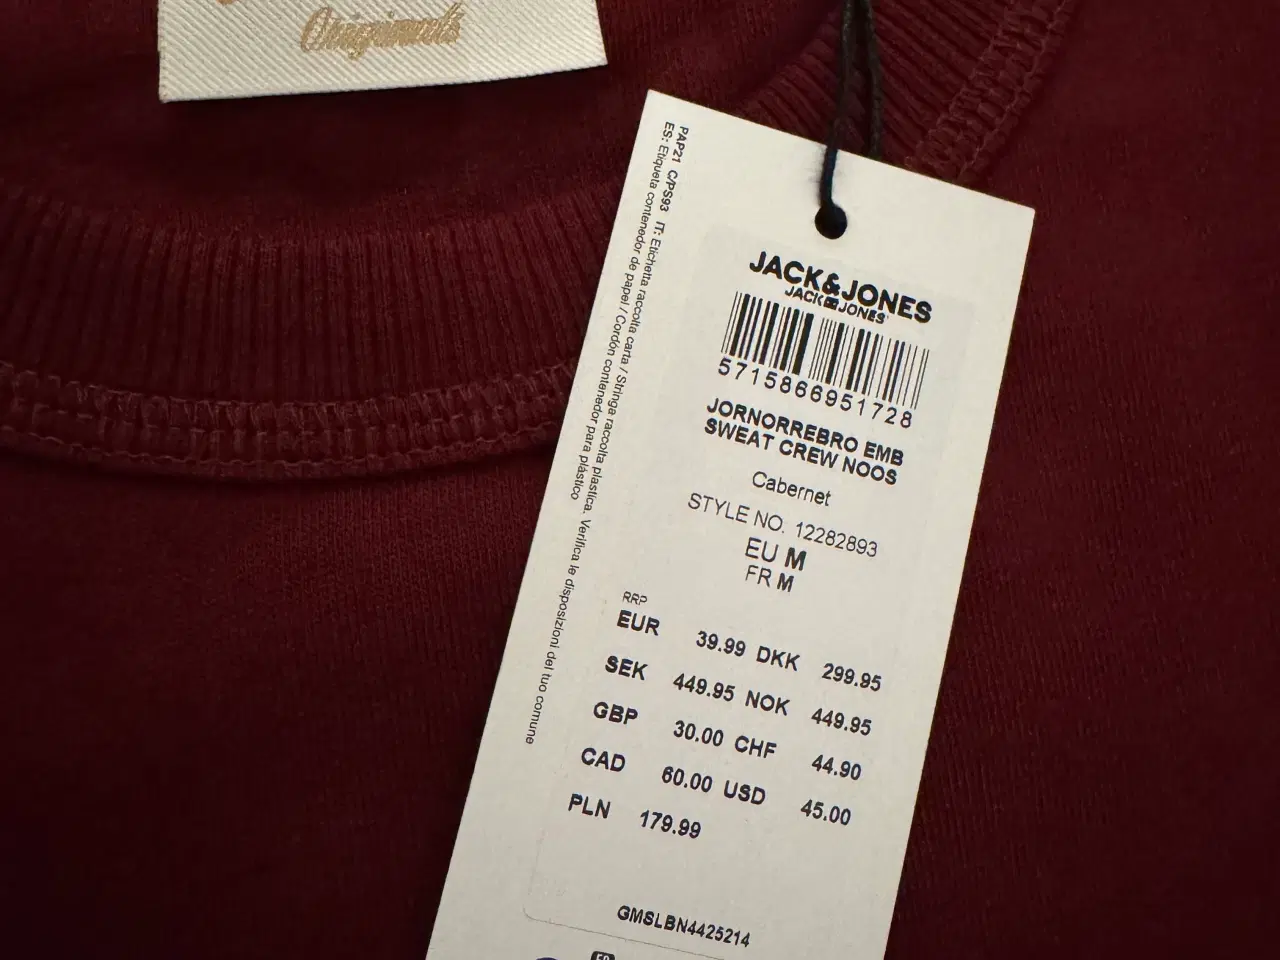 Originals
PAP21 C/PS93 IT: Etichetta raccolta carta / Stringa raccolta plastica. Verifica le disposizioni del tuo comune
ES: Etiqueta contenedor de papel / Cordón contenedor para plástico
JACK&JONES
JACK&JONES
5715866951728
JORNORREBRO EMB
SWEAT CREW NOOS
Cabernet
STYLE NO. 12282893
EU M
FR M
RRP
EUR 39.99 DKK 299.95
SEK 449.95 NOK 449.95
GBP 30.00 CHF 44.90
CAD 60.00 USD 45.00
PLN 179.99
GMSLBN4425214